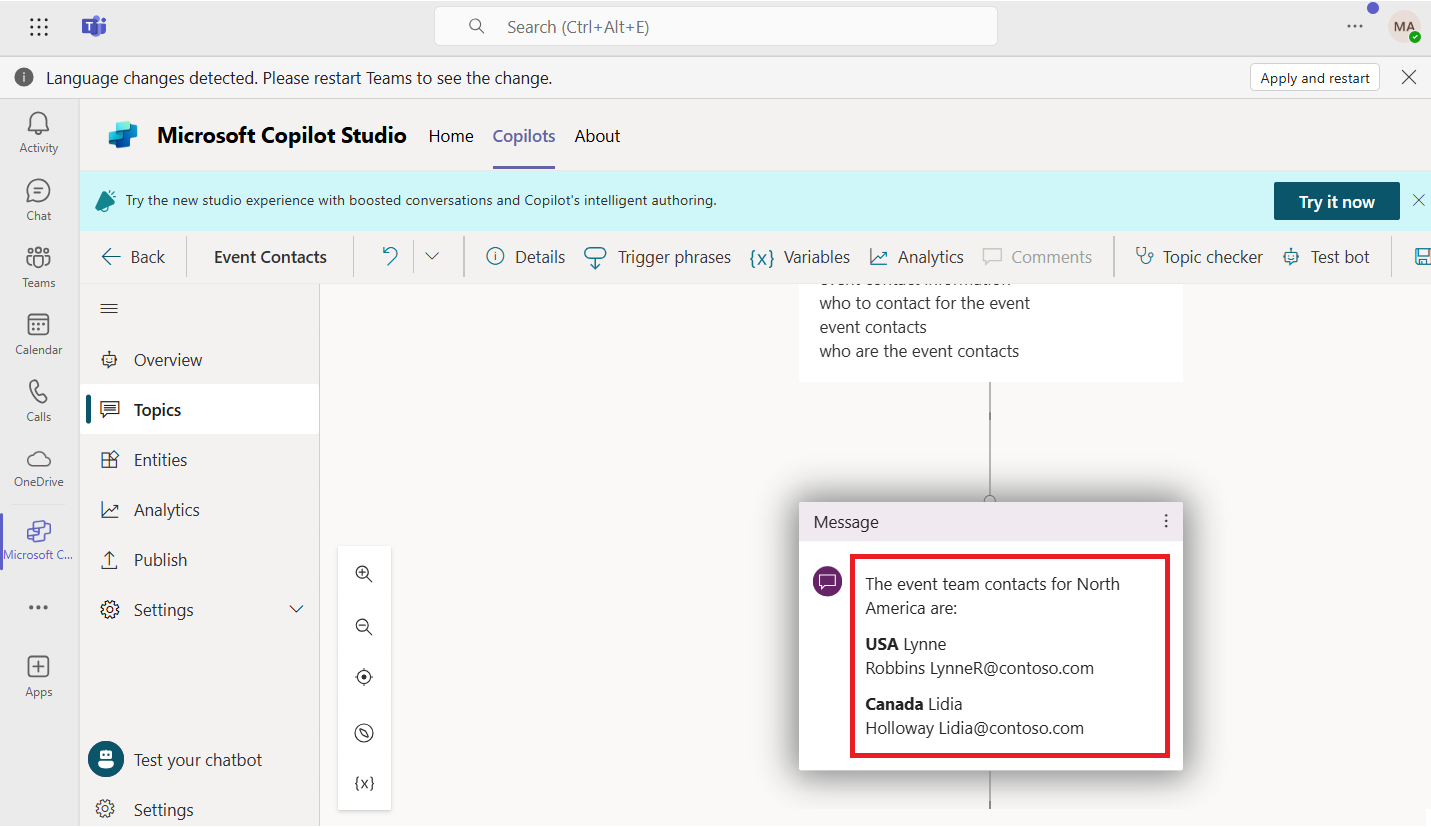 Search (Ctrl+Alt+E)
MA
Language changes detected. Please restart Teams to see the change.
Apply and restart
Activity
Chat
Teams
Calendar
Calls
OneDrive
Microsoft C...
Apps
Microsoft Copilot Studio
Home
Copilots
About
Try the new studio experience with boosted conversations and Copilot's intelligent authoring.
Try it now
Back
Event Contacts
Details
Trigger phrases
{x} Variables
Analytics
Comments
Topic checker
Test bot
Overview
Topics
Entities
Analytics
Publish
Settings
Test your chatbot
Settings
{x}
event contact information
who to contact for the event
event contacts
who are the event contacts
Message
The event team contacts for North
America are:
USA Lynne
Robbins LynneR@contoso.com
Canada Lidia
Holloway Lidia@contoso.com